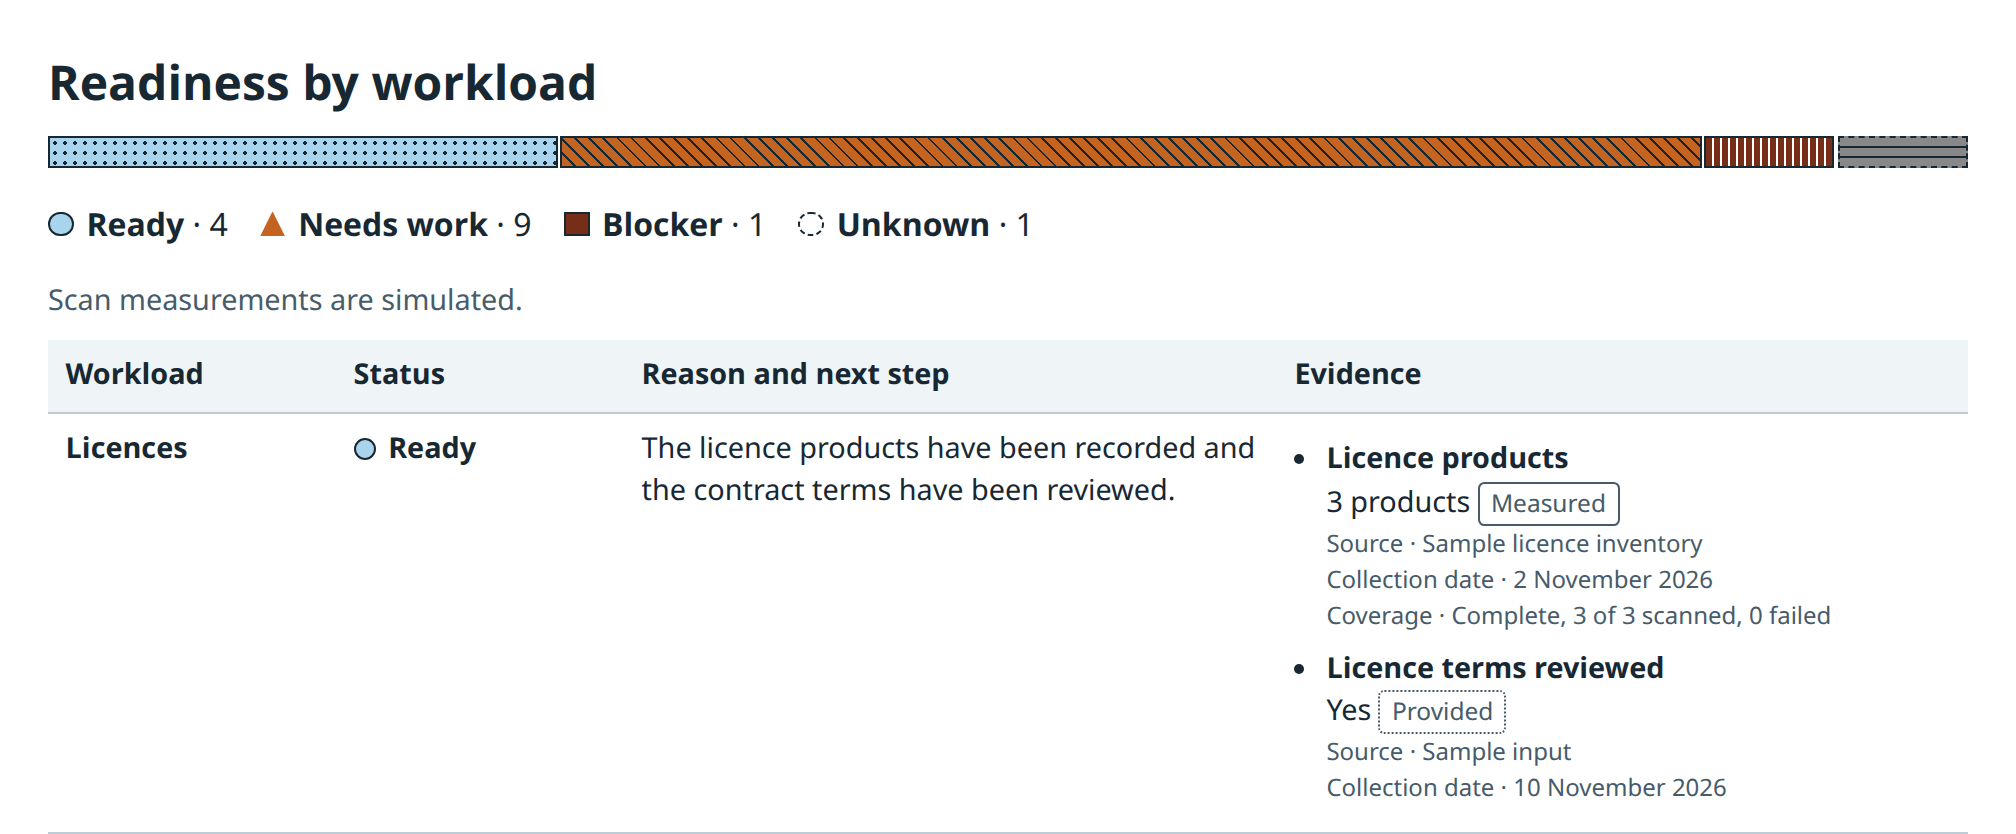 Readiness by workload
Ready · 4 Needs work · 9 Blocker · 1 Unknown · 1
Scan measurements are simulated.
Workload Status Reason and next step Evidence
Licences Ready The licence products have been recorded and
the contract terms have been reviewed.
Licence products
3 products Measured
Source · Sample licence inventory
Collection date · 2 November 2026
Coverage · Complete, 3 of 3 scanned, 0 failed
Licence terms reviewed
Yes Provided
Source · Sample input
Collection date · 10 November 2026